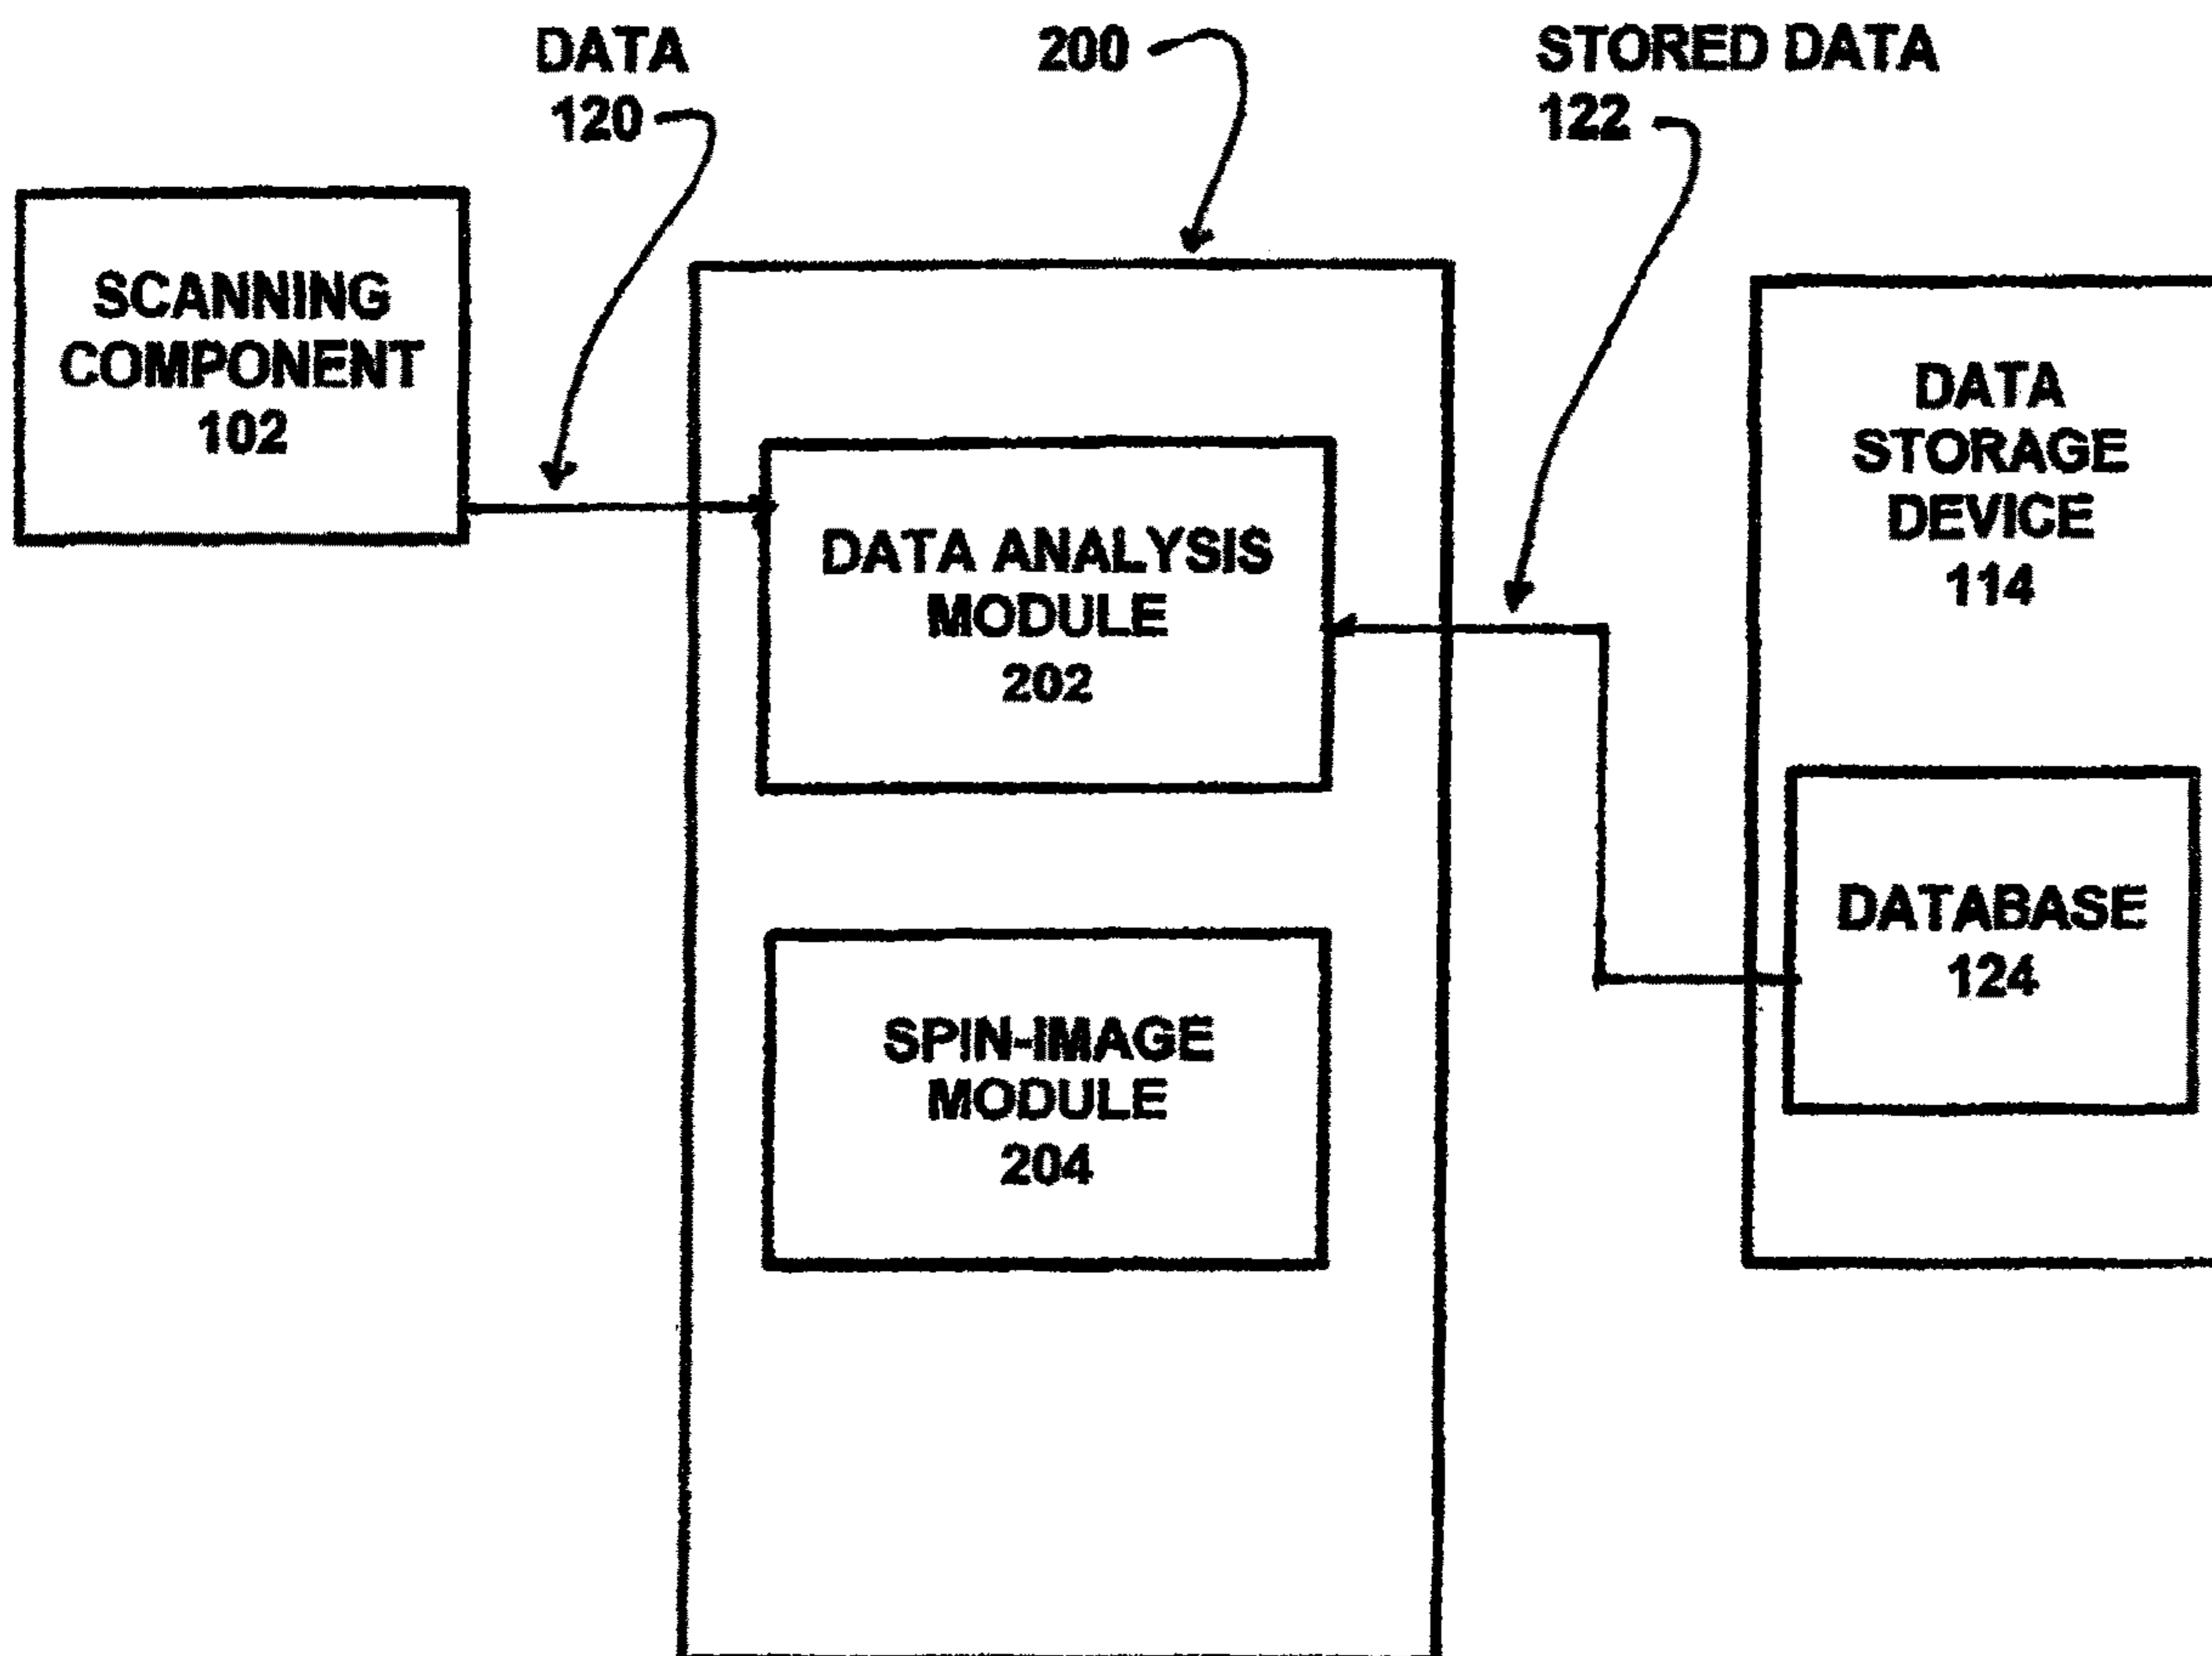 DATA
120
200
STORED DATA
122
SCANNING
COMPONENT
102
DATA ANALYSIS
MODULE
202
SPIN-IMAGE
MODULE
204
DATA
STORAGE
DEVICE
114
DATABASE
124